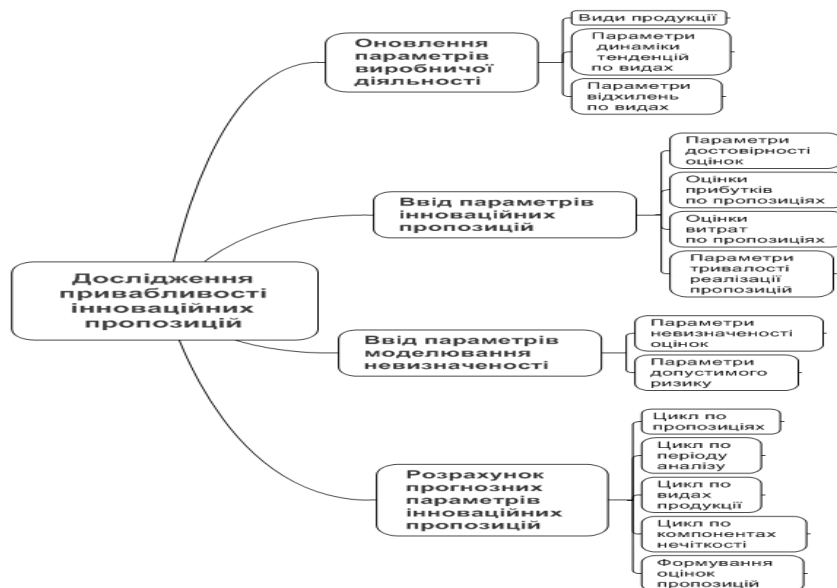 Дослідження
привабливості
інноваційних
пропозицій
Оновлення
параметрів
виробничої
діяльності
Види продукції
Параметри
динаміки
тенденцій
по видах
Параметри
відхилень
по видах
Ввід параметрів
інноваційних
пропозицій
Параметри
достовірності
оцінок
Оцінки
прибутків
по пропозиціях
Оцінки
витрат
по пропозиціях
Параметри
тривалості
реалізації
пропозицій
Ввід параметрів
моделювання
невизначеності
Параметри
невизначеності
оцінок
Параметри
допустимого
ризику
Розрахунок
прогнозних
параметрів
інноваційних
пропозицій
Цикл по
пропозиціях
Цикл по
періоду
аналізу
Цикл по
видах
продукції
Цикл по
компонентах
нечіткості
Формування
оцінок
пропозицій